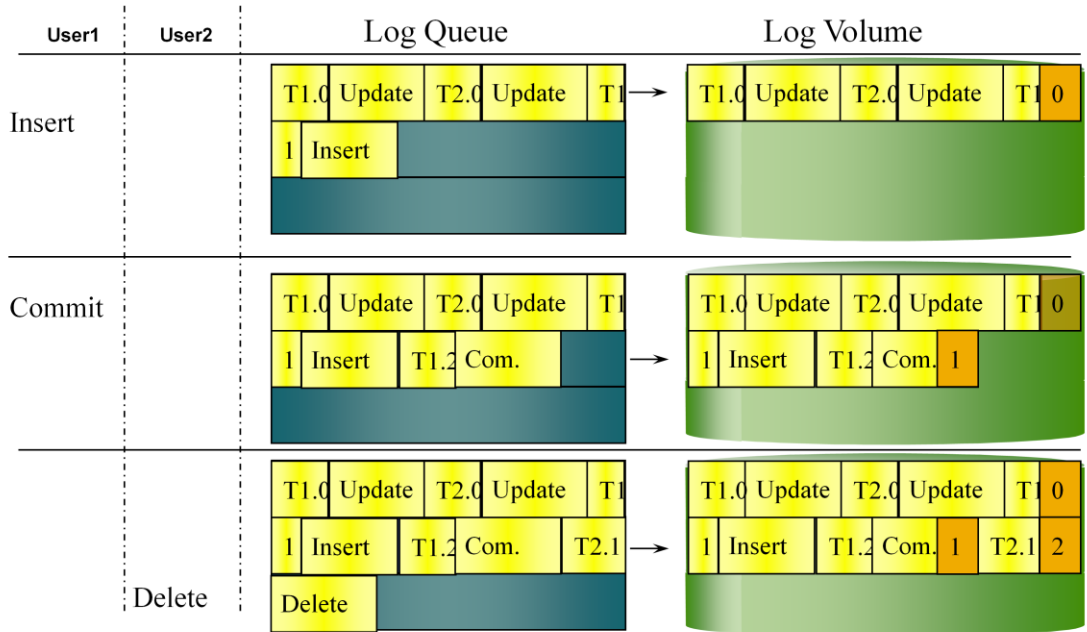 User1 User2 Log Queue Log Volume
T1.0 Update T2.0 Update T1 T1.0 Update T2.0 Update T1 0
Insert
1 Insert
Commit
T1.0 Update T2.0 Update T1 T1.0 Update T2.0 Update T1 0
1 Insert T1.2 Com. 1 Insert T1.2 Com. 1
T1.0 Update T2.0 Update T1 T1.0 Update T2.0 Update T1 0
1 Insert T1.2 Com. T2.1 1 Insert T1.2 Com. 1 T2.1 2
Delete Delete